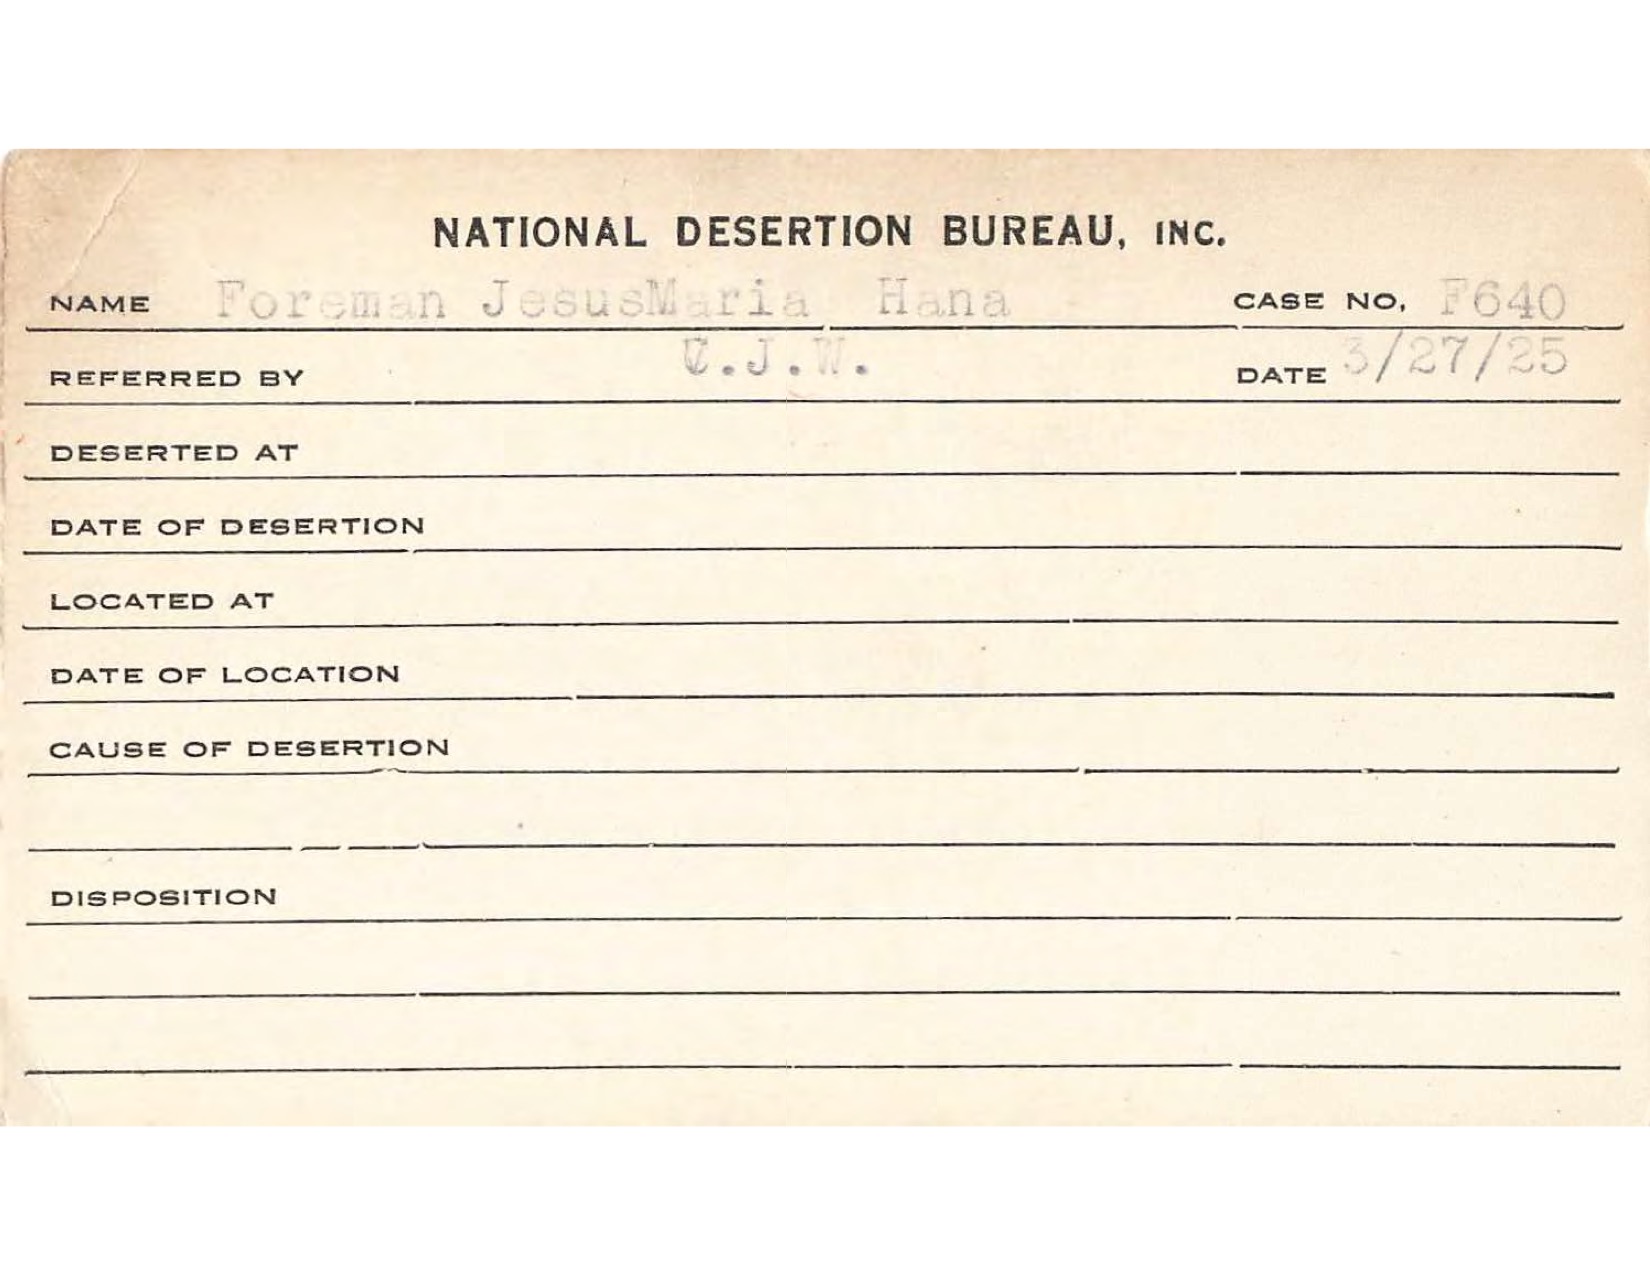 NATIONAL DESERTION BUREAU, INC.
NAME Foreman JesusMaria Hana CASE NO. F640
REFERRED BY C.J.W. DATE 3/27/25
DESERTED AT
DATE OF DESERTION
LOCATED AT
DATE OF LOCATION
CAUSE OF DESERTION
DISPOSITION